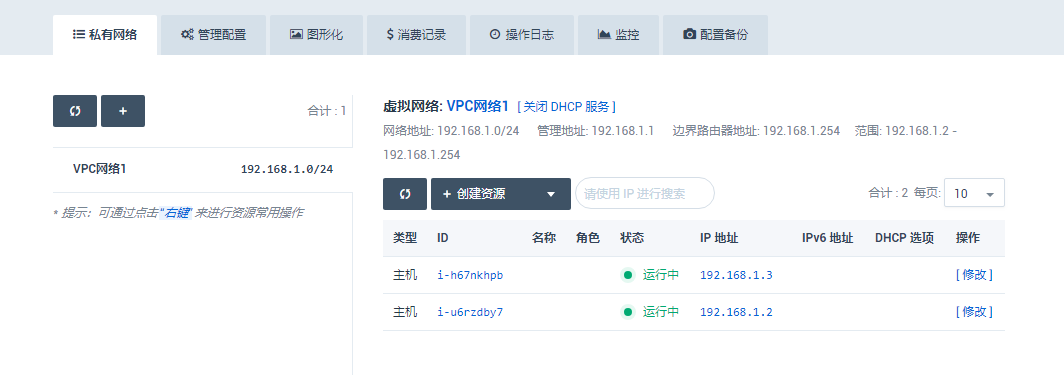 私有网络 管理配置 图形化 $ 消费记录 操作日志 监控 配置备份
+ 合计 : 1
VPC网络1 192.168.1.0/24
* 提示：可通过点击"右键" 来进行资源常用操作
虚拟网络: VPC网络1 [ 关闭 DHCP 服务 ]
网络地址: 192.168.1.0/24 管理地址: 192.168.1.1 边界路由器地址: 192.168.1.254 范围: 192.168.1.2 -
192.168.1.254
+ 创建资源 请使用 IP 进行搜索 合计 : 2 每页: 10
类型 ID 名称 角色 状态 IP 地址 IPv6 地址 DHCP 选项 操作
主机 i-h67nkhpb 运行中 192.168.1.3 [ 修改 ]
主机 i-u6rzdby7 运行中 192.168.1.2 [ 修改 ]